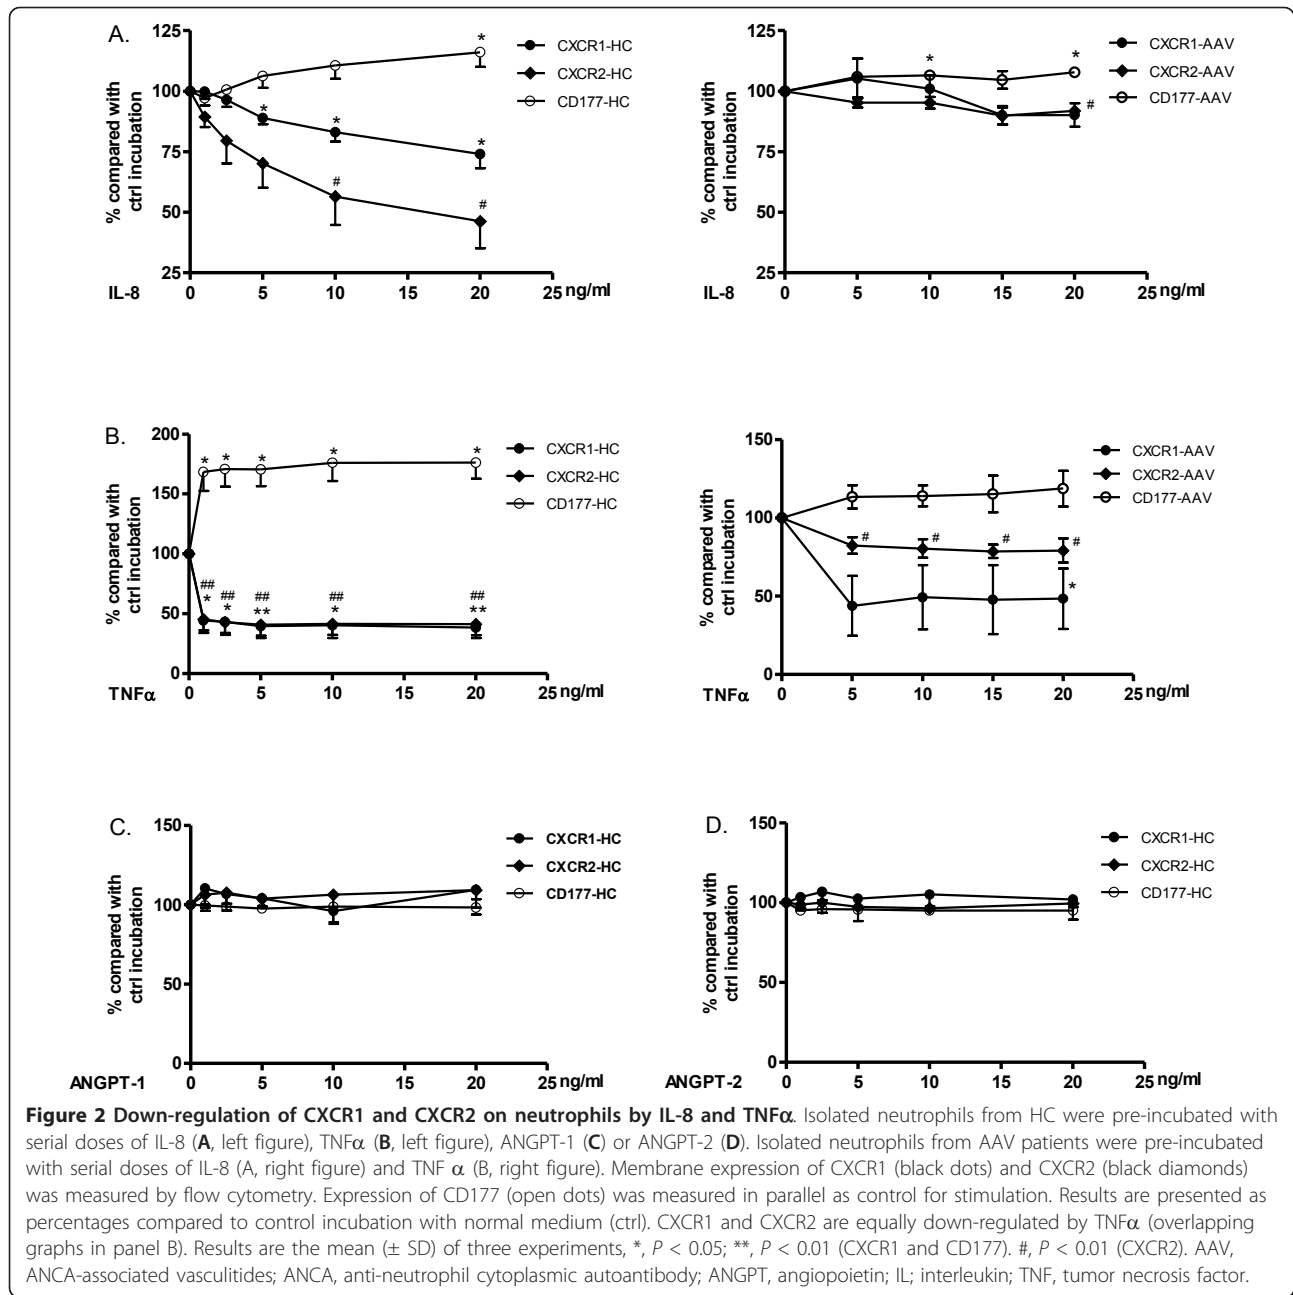 A.
125
100
75
50
25
% compared with
ctrl incubation
0 5 10 15 20 25 ng/ml
IL-8
CXCR1-HC
CXCR2-HC
CD177-HC
* * * *
# #
125
100
75
50
25
% compared with
ctrl incubation
0 5 10 15 20 25 ng/ml
IL-8
CXCR1-AAV
CXCR2-AAV
CD177-AAV
* *
#
B.
200
150
100
50
0
% compared with
ctrl incubation
0 5 10 15 20 25 ng/ml
TNFα
CXCR1-HC
CXCR2-HC
CD177-HC
* * * * *
## ## ## ## ##
* * ** * **
150
100
50
0
% compared with
ctrl incubation
0 5 10 15 20 25 ng/ml
TNFα
CXCR1-AAV
CXCR2-AAV
CD177-AAV
# # # #
*
C.
150
100
50
0
% compared with
ctrl incubation
0 5 10 15 20 25 ng/ml
ANGPT-1
CXCR1-HC
CXCR2-HC
CD177-HC
D.
150
100
50
0
% compared with
ctrl incubation
0 5 10 15 20 25 ng/ml
ANGPT-2
CXCR1-HC
CXCR2-HC
CD177-HC
Figure 2 Down-regulation of CXCR1 and CXCR2 on neutrophils by IL-8 and TNFα. Isolated neutrophils from HC were pre-incubated with
serial doses of IL-8 (A, left figure), TNFα (B, left figure), ANGPT-1 (C) or ANGPT-2 (D). Isolated neutrophils from AAV patients were pre-incubated
with serial doses of IL-8 (A, right figure) and TNF α (B, right figure). Membrane expression of CXCR1 (black dots) and CXCR2 (black diamonds)
was measured by flow cytometry. Expression of CD177 (open dots) was measured in parallel as control for stimulation. Results are presented as
percentages compared to control incubation with normal medium (ctrl). CXCR1 and CXCR2 are equally down-regulated by TNFα (overlapping
graphs in panel B). Results are the mean (± SD) of three experiments, *, P < 0.05; **, P < 0.01 (CXCR1 and CD177). #, P < 0.01 (CXCR2). AAV,
ANCA-associated vasculitides; ANCA, anti-neutrophil cytoplasmic autoantibody; ANGPT, angiopoietin; IL; interleukin; TNF, tumor necrosis factor.